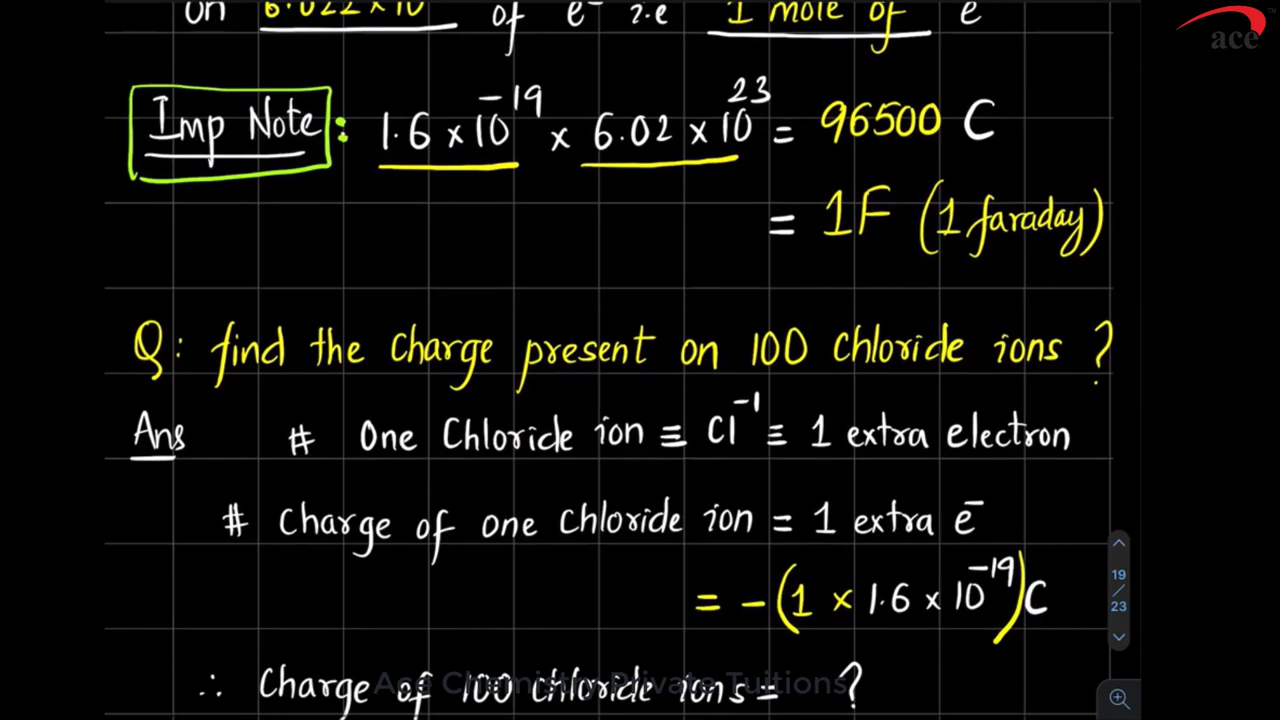 on 6.022 × 10 of e⁻ i.e 1 mole of e
ace
Imp Note : 1.6 × 10⁻¹⁹ × 6.02 × 10²³ = 96500 C
= 1F (1 faraday)
Q: find the charge present on 100 chloride ions ?
Ans # One Chloride ion ≡ Cl⁻¹ ≡ 1 extra electron
# Charge of one chloride ion = 1 extra e⁻
= - (1 × 1.6 × 10⁻¹⁹) C
19 / 23
∴ Charge of 100 chloride ions = ?
Ace Chemistry Private Tuitions